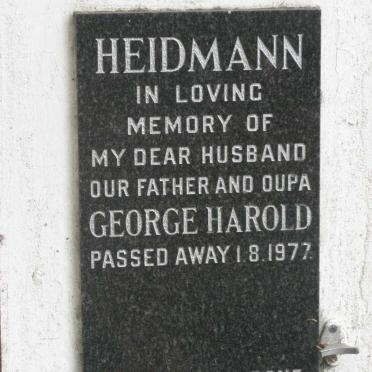 HEIDMANN
IN LOVING
MEMORY OF
MY DEAR HUSBAND
OUR FATHER AND OUPA
GEORGE HAROLD
PASSED AWAY 1.8.1977.